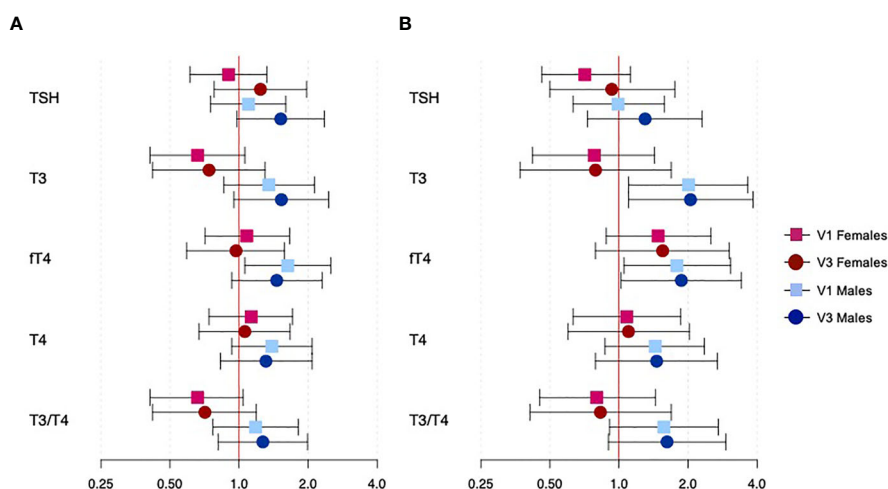 A
B
TSH
TSH
T3
T3
fT4
fT4
V1 Females
V3 Females
V1 Males
V3 Males
T4
T4
T3/T4
T3/T4
0.25 0.50 1.0 2.0 4.0
0.25 0.50 1.0 2.0 4.0